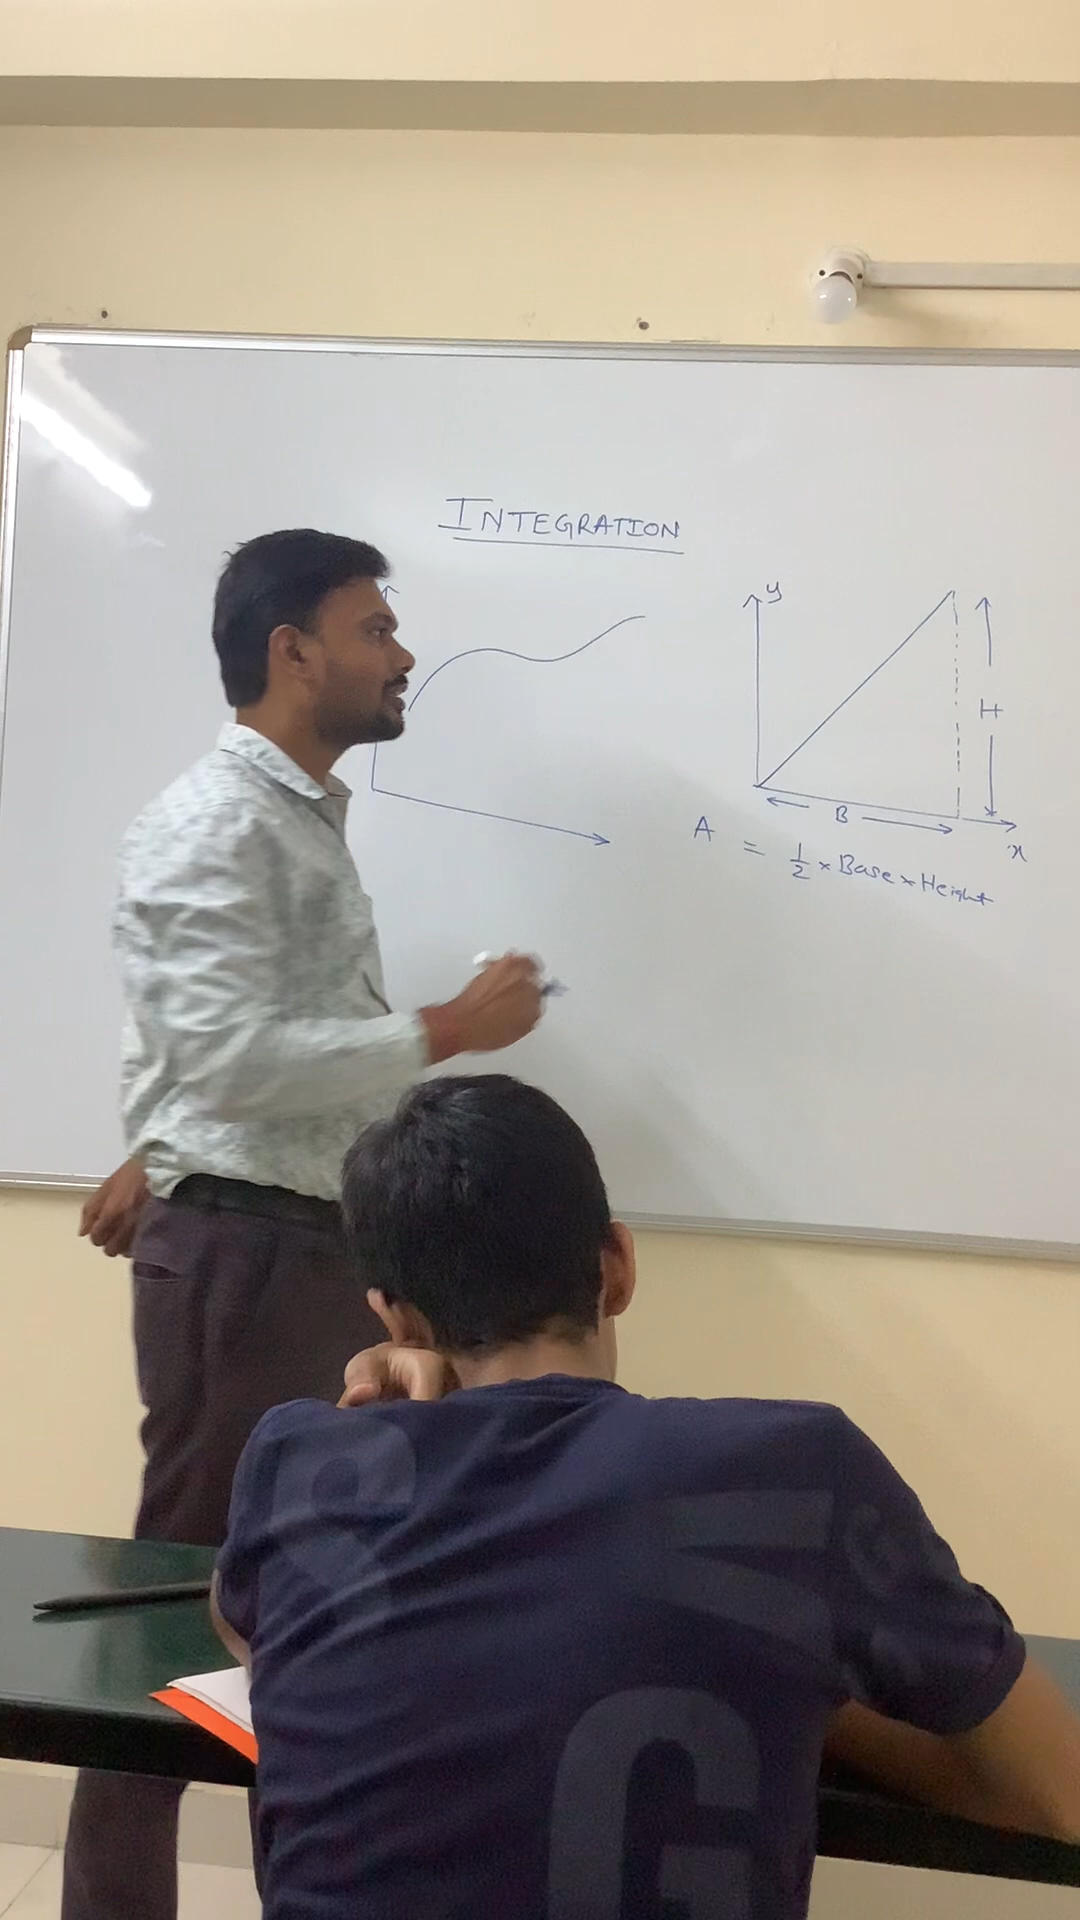 INTEGRATION
y
H
B
x
A = 1/2 × Base × Height
G